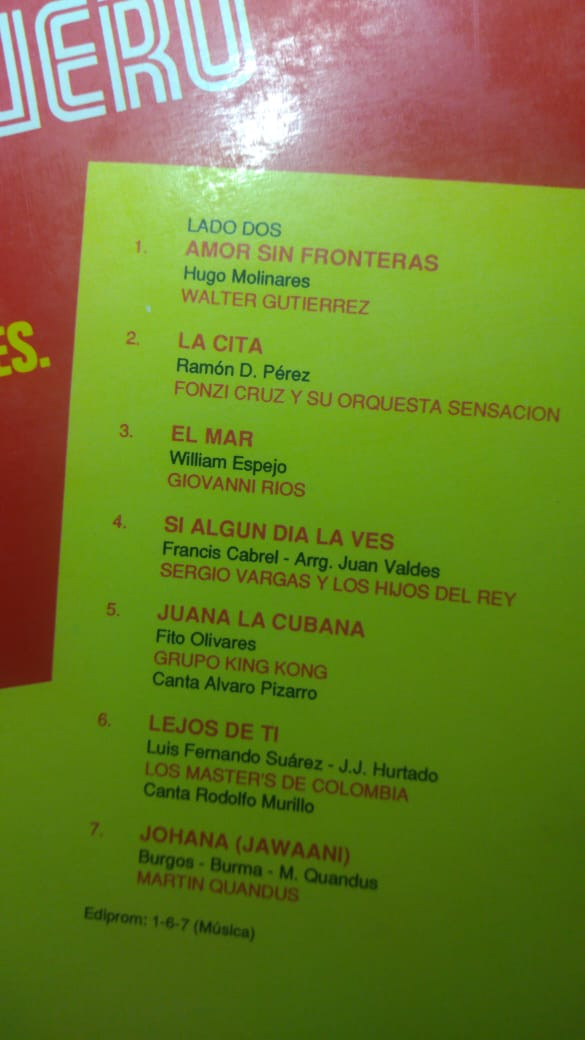 LADO DOS
1. AMOR SIN FRONTERAS
Hugo Molinares
WALTER GUTIERREZ
2. LA CITA
Ramón D. Pérez
FONZI CRUZ Y SU ORQUESTA SENSACION
3. EL MAR
William Espejo
GIOVANNI RIOS
4. SI ALGUN DIA LA VES
Francis Cabrel - Arrg. Juan Valdes
SERGIO VARGAS Y LOS HIJOS DEL REY
5. JUANA LA CUBANA
Fito Olivares
GRUPO KING KONG
Canta Alvaro Pizarro
6. LEJOS DE TI
Luis Fernando Suárez - J.J. Hurtado
LOS MASTER'S DE COLOMBIA
Canta Rodolfo Murillo
7. JOHANA (JAWAANI)
Burgos - Burma - M. Quandus
MARTIN QUANDUS
Ediprom: 1-6-7 (Música)